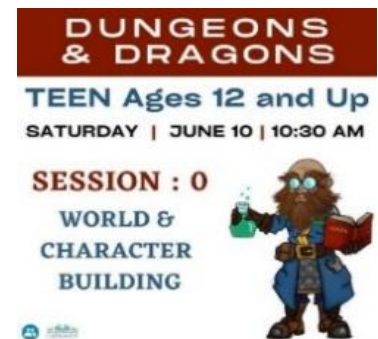 DUNGEONS
& DRAGONS
TEEN Ages 12 and Up
SATURDAY | JUNE 10 | 10:30 AM
SESSION : 0
WORLD &
CHARACTER
BUILDING